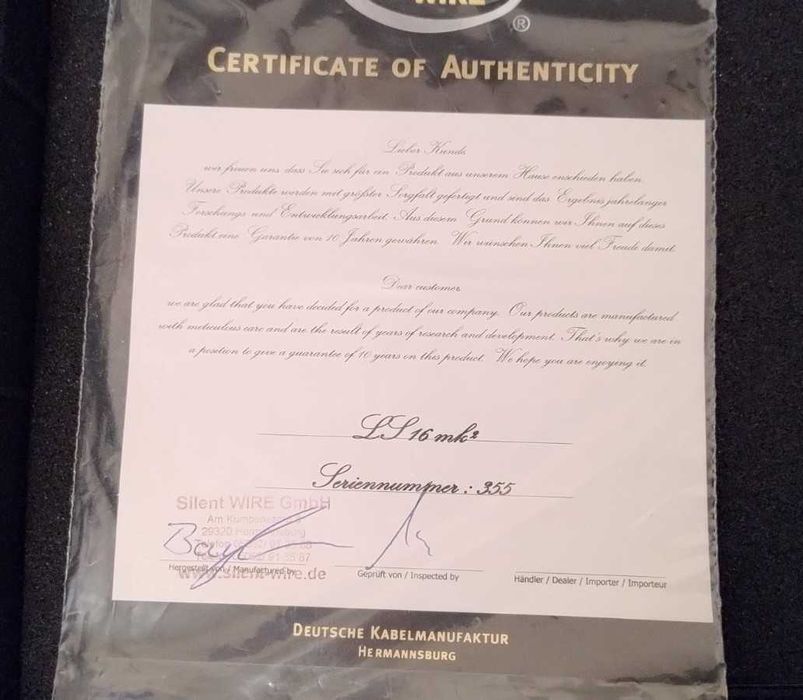 WIRE
®
CERTIFICATE OF AUTHENTICITY
Lieber Kunde
wir freuen uns dass Sie sich für ein Produkt aus unserem Hause enschieden haben.
Unsere Produkte werden met größter Sorgfalt gefertigt und sind das Ergebnis jahrelanger
Forschungs und Entwicklungsarbeit. Aus diesem Grund können wir Ihnen auf dieses
Produkt eine Garantie von 10 Jahren gewähren. Wir wünschen Ihnen viel Freude damit.
Dear customer
we are glad that you have decided for a product of our company. Our products are manufactured
with meticulous care and are the result of years of research and development. That's why we are in
a position to give a guarantee of 10 years on this product. We hope you are enjoying it.
LS 16 mk²
Seriennummer : 355
Silent WIRE GmbH
Am
29320
Telefon
www.silent-wire.de
Hergestellt von / Manufactured by
Geprüft von / Inspected by
Händler / Dealer / Importer / Importeur
DEUTSCHE KABELMANUFAKTUR
HERMANNSBURG